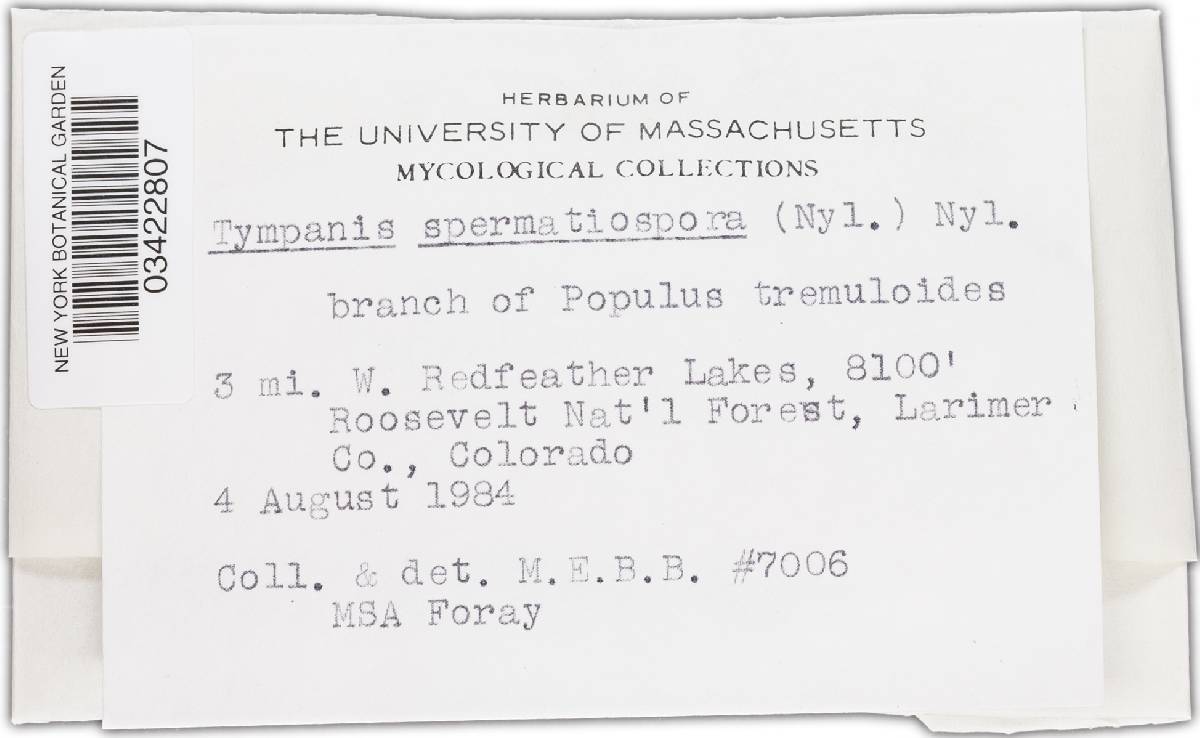 NEW YORK BOTANICAL GARDEN
03422807
HERBARIUM OF
THE UNIVERSITY OF MASSACHUSETTS
MYCOLOGICAL COLLECTIONS
Tympanis spermatiospora (Nyl.) Nyl.
branch of Populus tremuloides
3 mi. W. Redfeather Lakes, 8100'
Roosevelt Nat'l Forest, Larimer
Co., Colorado
4 August 1984
Coll. & det. M.E.B.B. #7006
MSA Foray